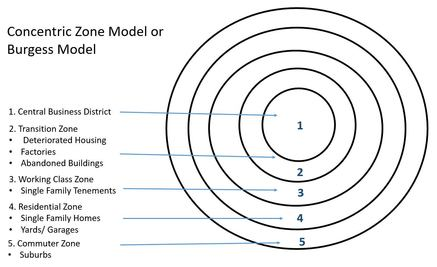 Concentric Zone Model or
Burgess Model
1. Central Business District
2. Transition Zone
• Deteriorated Housing
• Factories
• Abandoned Buildings
3. Working Class Zone
• Single Family Tenements
4. Residential Zone
• Single Family Homes
• Yards/ Garages
5. Commuter Zone
• Suburbs
1
2
3
4
5